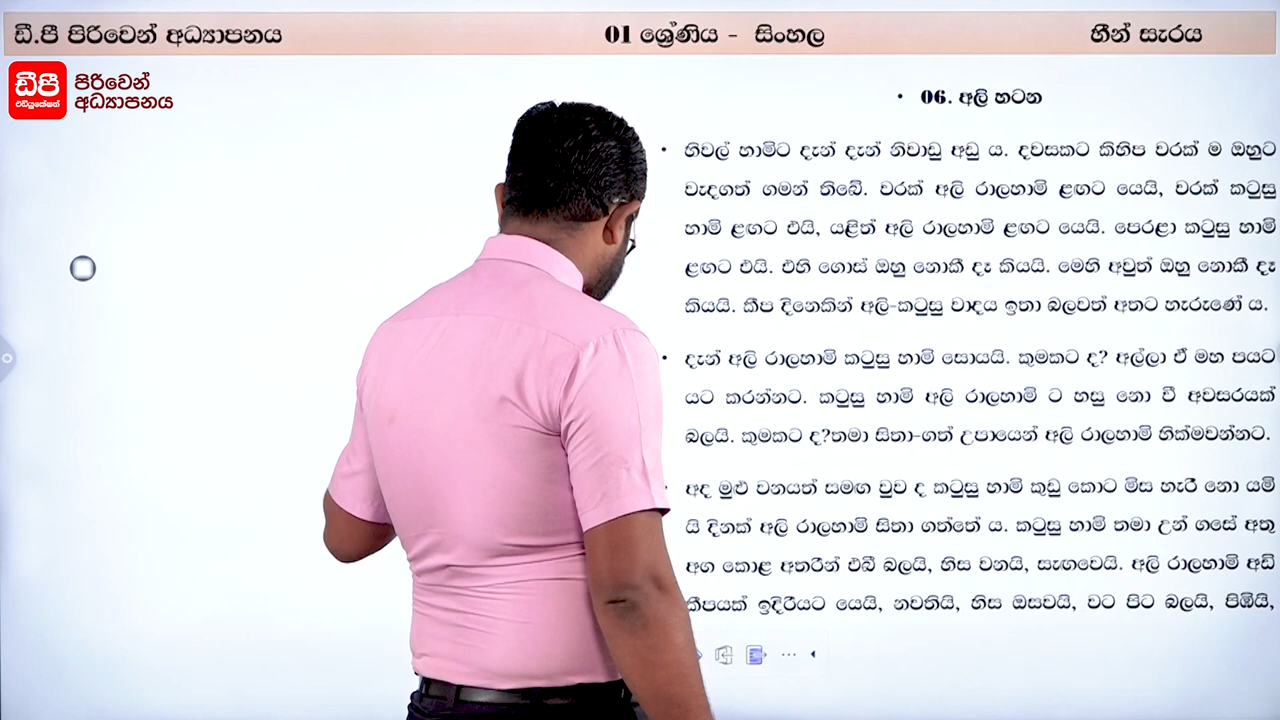 ඩී.පී පිරිවෙන් අධ්‍යාපනය
01 ශ්‍රේණිය - සිංහල
හීන් සැරය
ඩීපී
එඩියුකේෂන්
පිරිවෙන්
අධ්‍යාපනය
• 06. අලි හටන
• හිවල් හාමිට දැන් දැන් නිවාඩු අඩු ය. දවසකට කිහිප වරක් ම ඔහුට
වැදගත් ගමන් තිබේ. වරක් අලි රාලහාමි ළඟට යෙයි, වරක් කටුසු
හාමි ළඟට එයි, යළිත් අලි රාලහාමි ළඟට යෙයි. පෙරළා කටුසු හාමි
ළඟට එයි. එහි ගොස් ඔහු නොකී දෑ කියයි. මෙහි අවුත් ඔහු නොකී දෑ
කියයි. කීප දිනෙකින් අලි-කටුසු වාදය ඉතා බලවත් අතට හැරුණේ ය.
• දැන් අලි රාලහාමි කටුසු හාමි සොයයි. කුමකට ද? අල්ලා ඒ මහ පයට
යට කරන්නට. කටුසු හාමි අලි රාලහාමි ට හසු නො වී අවසරයක්
බලයි. කුමකට ද?තමා සිතා-ගත් උපායෙන් අලි රාලහාමි හික්මවන්නට.
අද මුළු වනයත් සමඟ වුව ද කටුසු හාමි කුඩු කොට මිස හැරී නො යමි
යි දිනක් අලි රාලහාමි සිතා ගත්තේ ය. කටුසු හාමි තමා උන් ගසේ අතු
අග කොළ අතරින් එබී බලයි, හිස වනයි, සැඟවෙයි. අලි රාලහාමි අඩි
කීපයක් ඉදිරියට යෙයි, නවතියි, හිස ඔසවයි, වට පිට බලයි, පිඹියි,